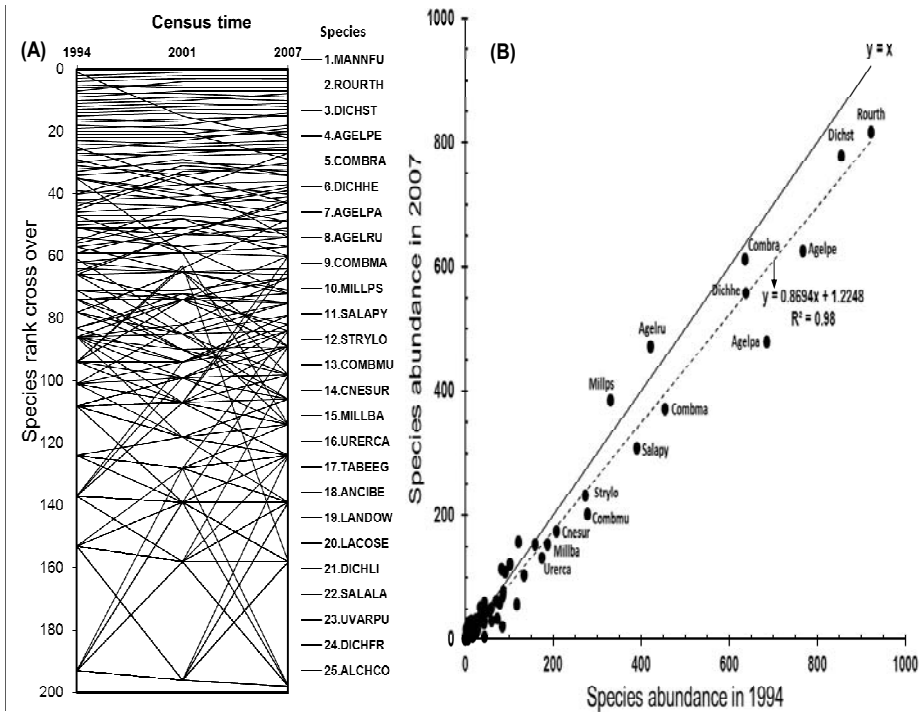 Census time
(A)
1994 2001 2007
Species
0
20
40
60
80
100
120
140
160
180
200
Species rank cross over
1.MANNFU
2.ROURTH
3.DICHST
4.AGELPE
5.COMBRA
6.DICHHE
7.AGELPA
8.AGELRU
9.COMBMA
10.MILLPS
11.SALAPY
12.STRYLO
13.COMBMU
14.CNESUR
15.MILLBA
16.URERCA
17.TABEEG
18.ANCIBE
19.LANDOW
20.LACOSE
21.DICHLI
22.SALALA
23.UVARPU
24.DICHFR
25.ALCHCO
(B)
Species abundance in 2007
1000
800
600
400
200
0
y = x
Rourth
Dichst
Combra
Agelpe
Dichhe
y = 0.8694x + 1.2248
R² = 0.98
Agelru
Agelpa
Millps
Combma
Salapy
Strylo
Combmu
Cnesur
Millba
Urerca
0 200 400 600 800 1000
Species abundance in 1994